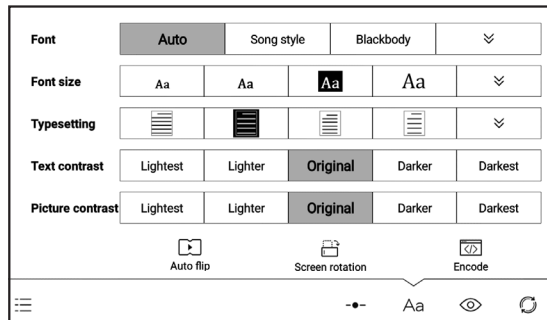 Font Auto Song style Blackbody
Font size Aa Aa Aa Aa
Typesetting
Text contrast Lightest Lighter Original Darker Darkest
Picture contrast Lightest Lighter Original Darker Darkest
Auto flip Screen rotation Encode
Aa